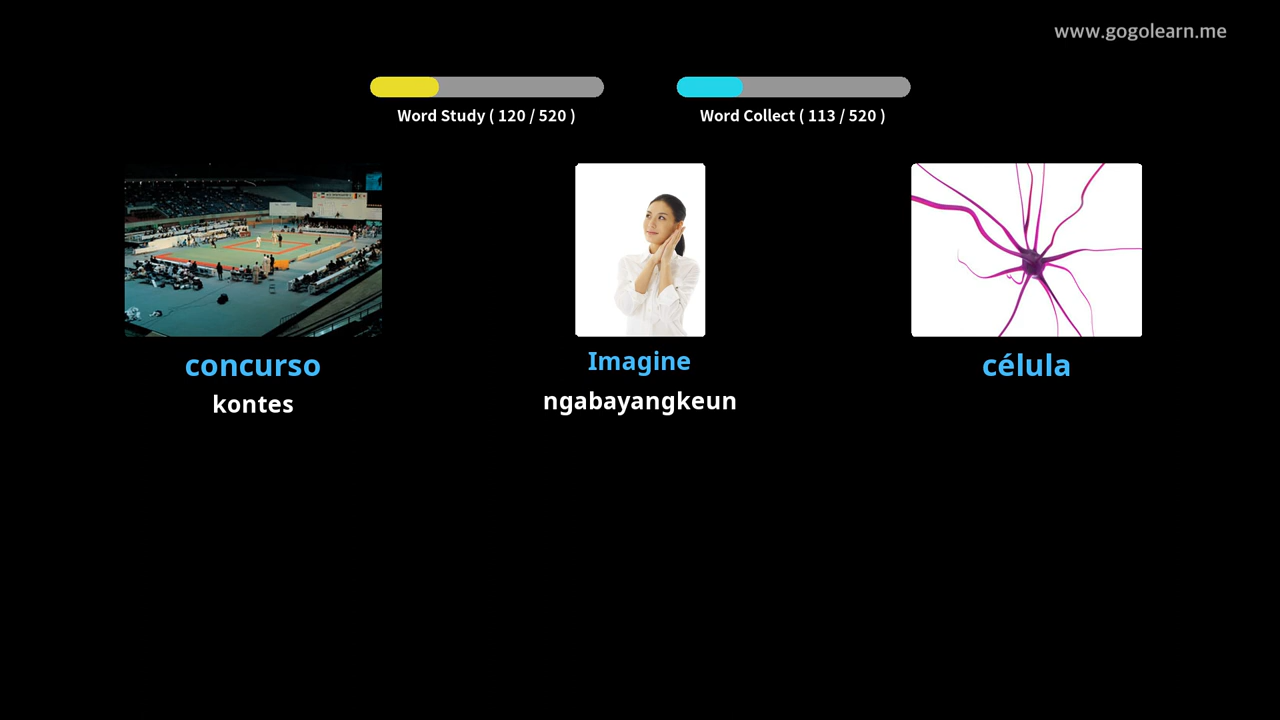 www.gogolearn.me
Word Study ( 120 / 520 )
Word Collect ( 113 / 520 )
concurso
kontes
Imagine
ngabayangkeun
célula